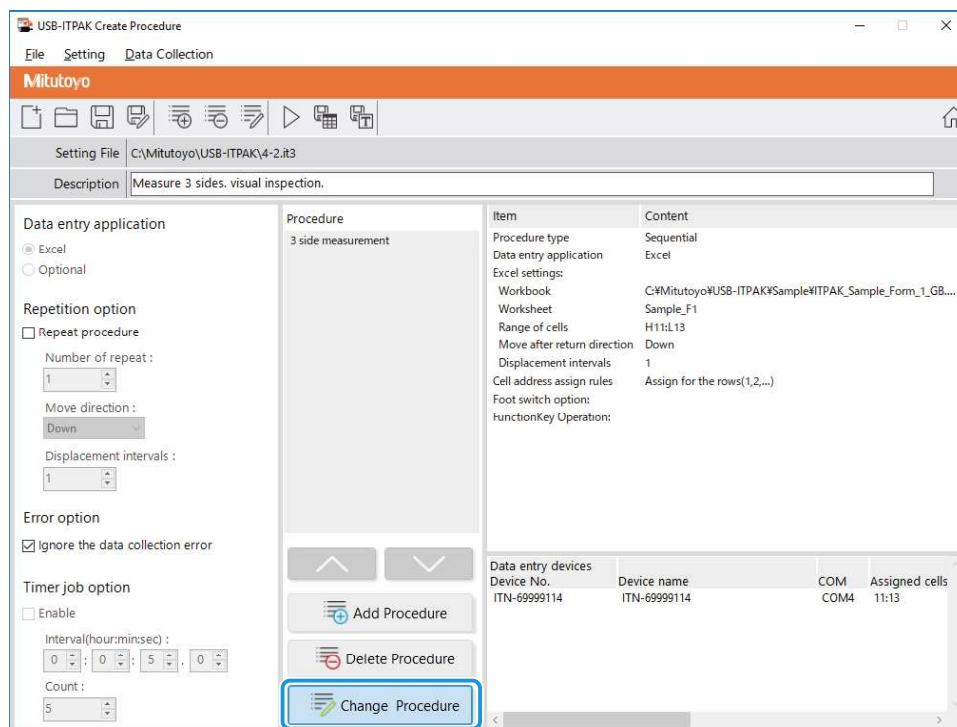 USB-ITPAK Create Procedure
File Setting Data Collection
Mitutoyo
Setting File C:\Mitutoyo\USB-ITPAK\4-2.it3
Description Measure 3 sides. visual inspection.
Data entry application
Excel
Optional
Repetition option
Repeat procedure
Number of repeat :
1
Move direction :
Down
Displacement intervals :
1
Error option
Ignore the data collection error
Timer job option
Enable
Interval(hour:min:sec) :
0 : 0 : 5 . 0
Count :
5
Procedure
3 side measurement
Add Procedure
Delete Procedure
Change Procedure
Item Content
Procedure type Sequential
Data entry application Excel
Excel settings:
Workbook C:¥Mitutoyo¥USB-ITPAK¥Sample¥ITPAK_Sample_Form_1_GB....
Worksheet Sample_F1
Range of cells H11:L13
Move after return direction Down
Displacement intervals 1
Cell address assign rules Assign for the rows(1,2,...)
Foot switch option:
FunctionKey Operation:
Data entry devices
Device No. Device name COM Assigned cells
ITN-69999114 ITN-69999114 COM4 11:13